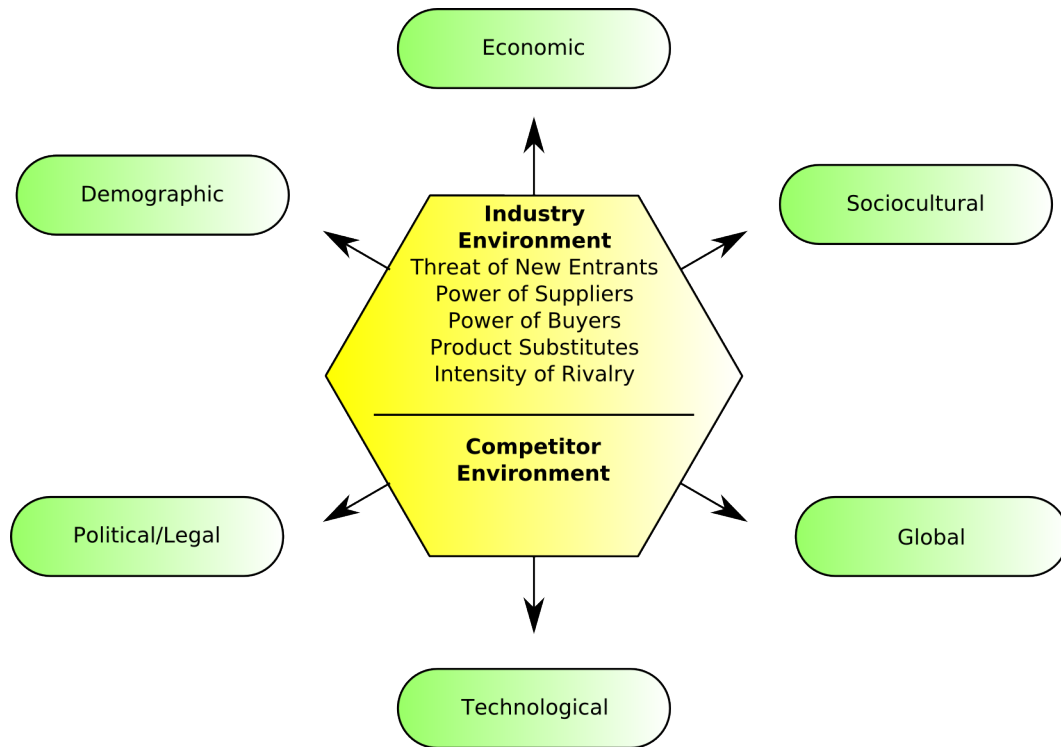 Economic
Demographic
Sociocultural
Industry
Environment
Threat of New Entrants
Power of Suppliers
Power of Buyers
Product Substitutes
Intensity of Rivalry
Competitor
Environment
Political/Legal
Global
Technological